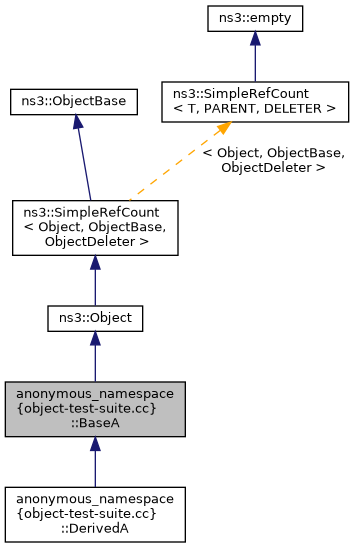 ns3::empty
ns3::SimpleRefCount
< T, PARENT, DELETER >
ns3::ObjectBase
< Object, ObjectBase,
ObjectDeleter >
ns3::SimpleRefCount
< Object, ObjectBase,
ObjectDeleter >
ns3::Object
anonymous_namespace
{object-test-suite.cc}
::BaseA
anonymous_namespace
{object-test-suite.cc}
::DerivedA